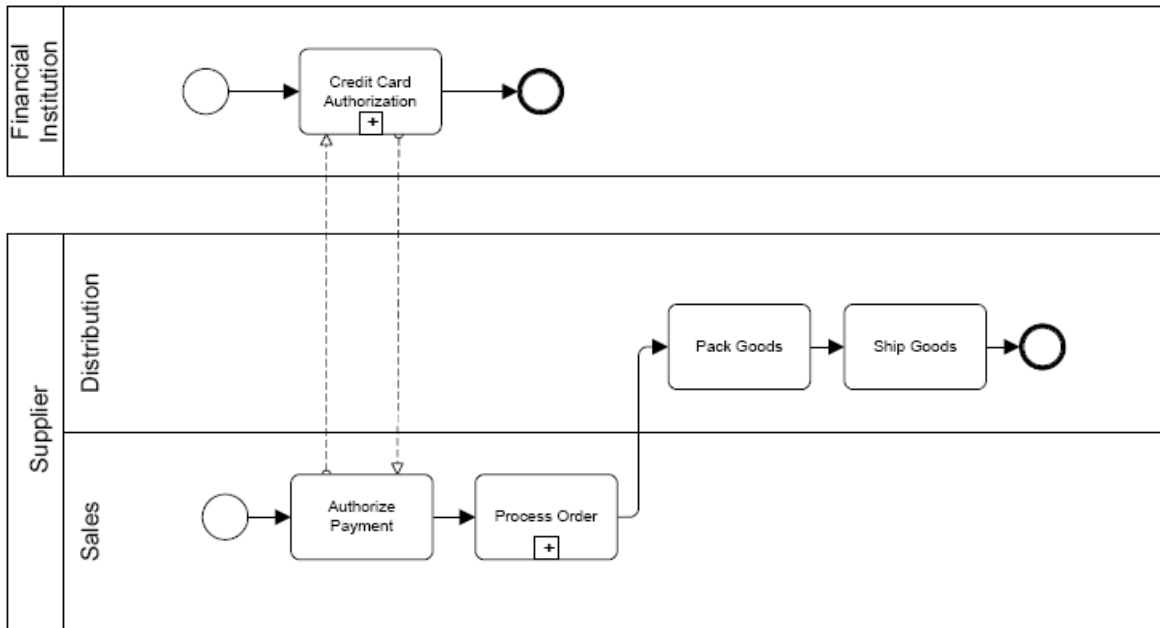 Financial
Institution
Credit Card
Authorization
+
Supplier
Distribution
Pack Goods
Ship Goods
Sales
Authorize
Payment
Process Order
+